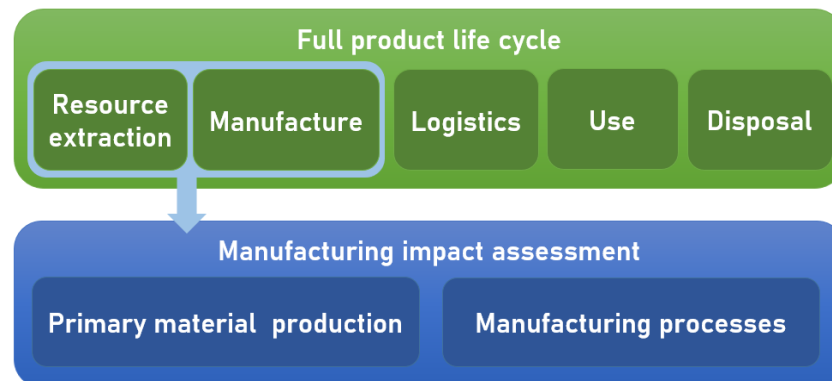 Full product life cycle
Resource
extraction
Manufacture
Logistics
Use
Disposal
Manufacturing impact assessment
Primary material production
Manufacturing processes